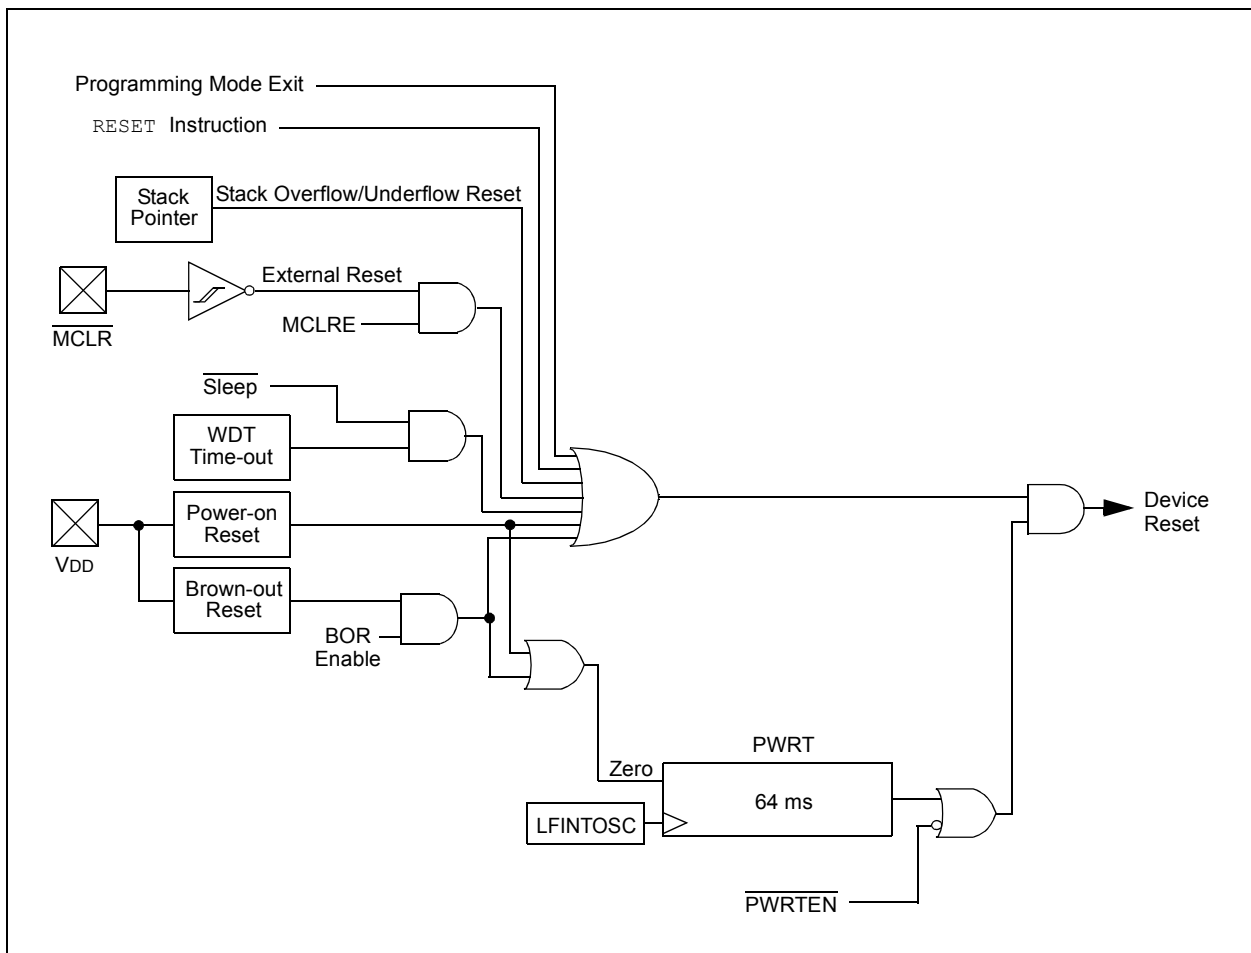 Programming Mode Exit
RESET Instruction
Stack
Pointer
Stack Overflow/Underflow Reset
External Reset
MCLR
MCLRE
Sleep
WDT
Time-out
Power-on
Reset
VDD
Brown-out
Reset
BOR
Enable
Device
Reset
PWRT
Zero
64 ms
LFINTOSC
PWRTEN